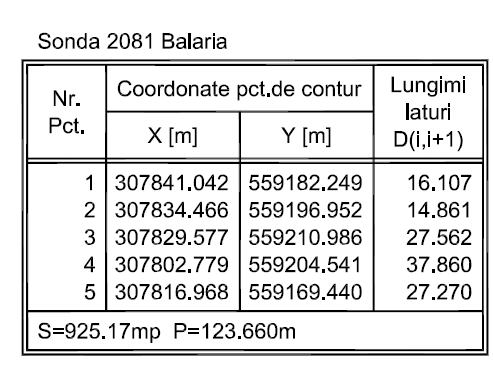 Sonda 2081 Balaria
Nr. Pct. Coordonate pct.de contur Lungimi laturi D(i,i+1)
X [m] Y [m]
1 307841.042 559182.249 16.107
2 307834.466 559196.952 14.861
3 307829.577 559210.986 27.562
4 307802.779 559204.541 37.860
5 307816.968 559169.440 27.270
S=925.17mp P=123.660m